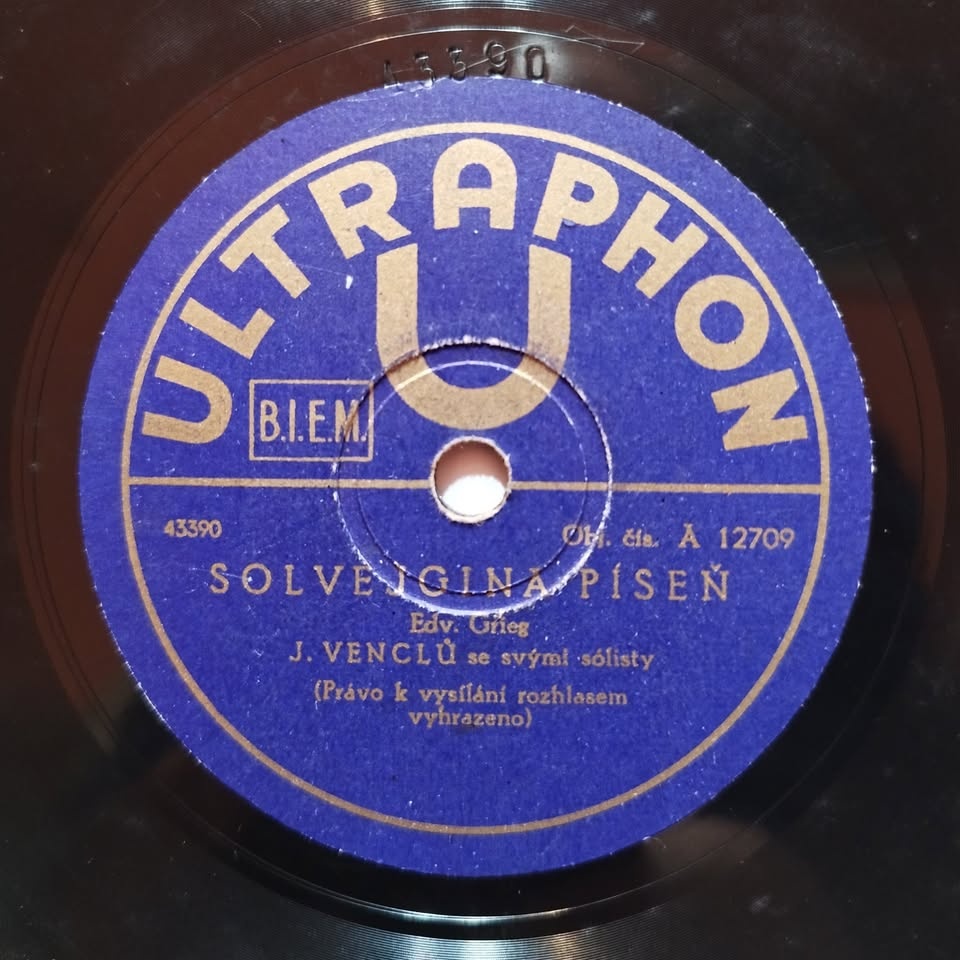 43390
ULTRAPHON
U
B.I.E.M.
43390 Obj. čís. A 12709
SOLVEJGINA PÍSEŇ
Edv. Grieg
J. VENCLŮ se svými sólisty
(Právo k vysílání rozhlasem
vyhrazeno)